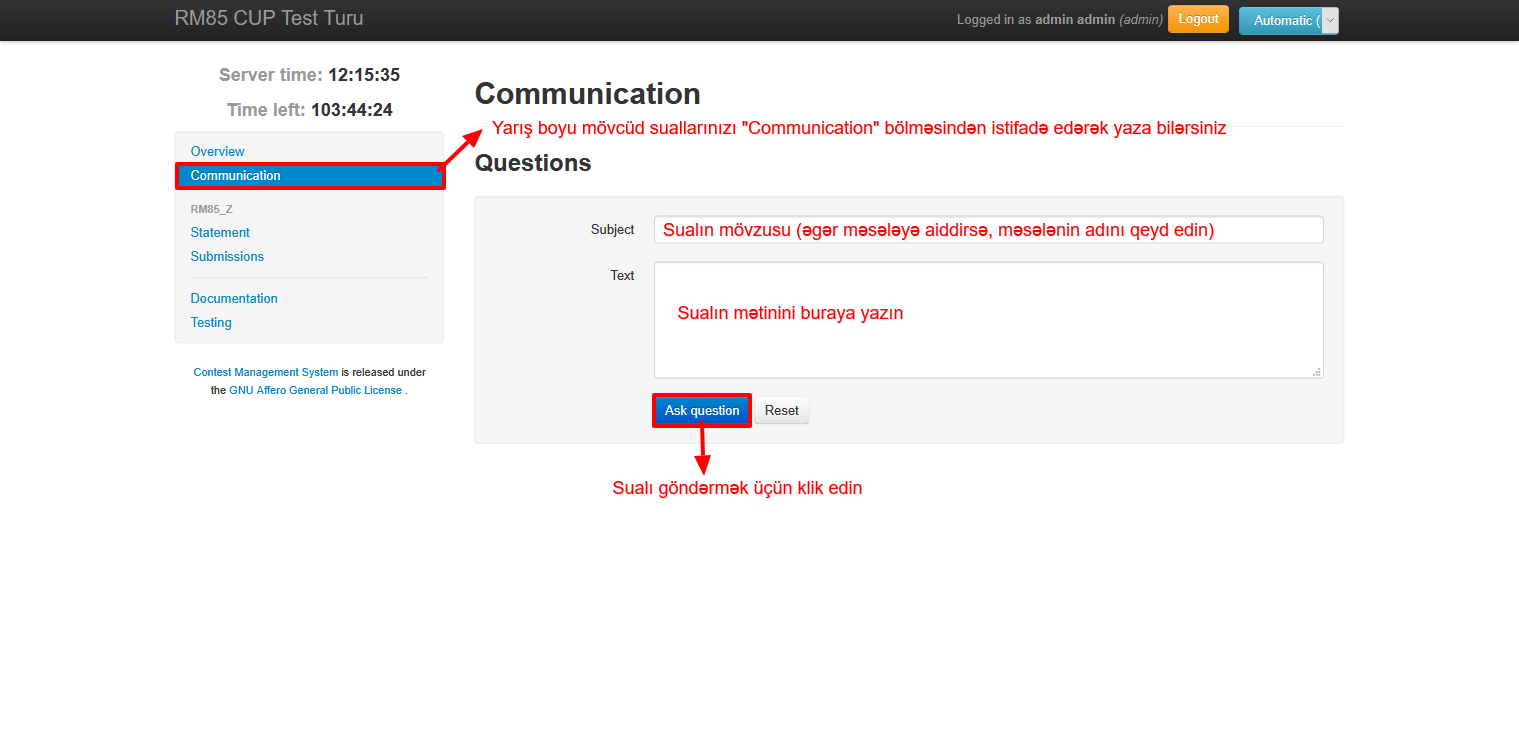 RM85 CUP Test Turu
Logged in as admin admin (admin) Logout Automatic (
Server time: 12:15:35
Time left: 103:44:24
Overview
Communication
RM85_Z
Statement
Submissions
Documentation
Testing
Contest Management System is released under
the GNU Affero General Public License .
Communication
Yarış boyu mövcüd suallarınızı "Communication" bölməsindən istifadə edərək yaza bilərsiniz
Questions
Subject Sualın mövzusu (əgər məsələyə aiddirsə, məsələnin adını qeyd edin)
Text
Sualın mətinini buraya yazın
Ask question Reset
Sualı göndərmək üçün klik edin